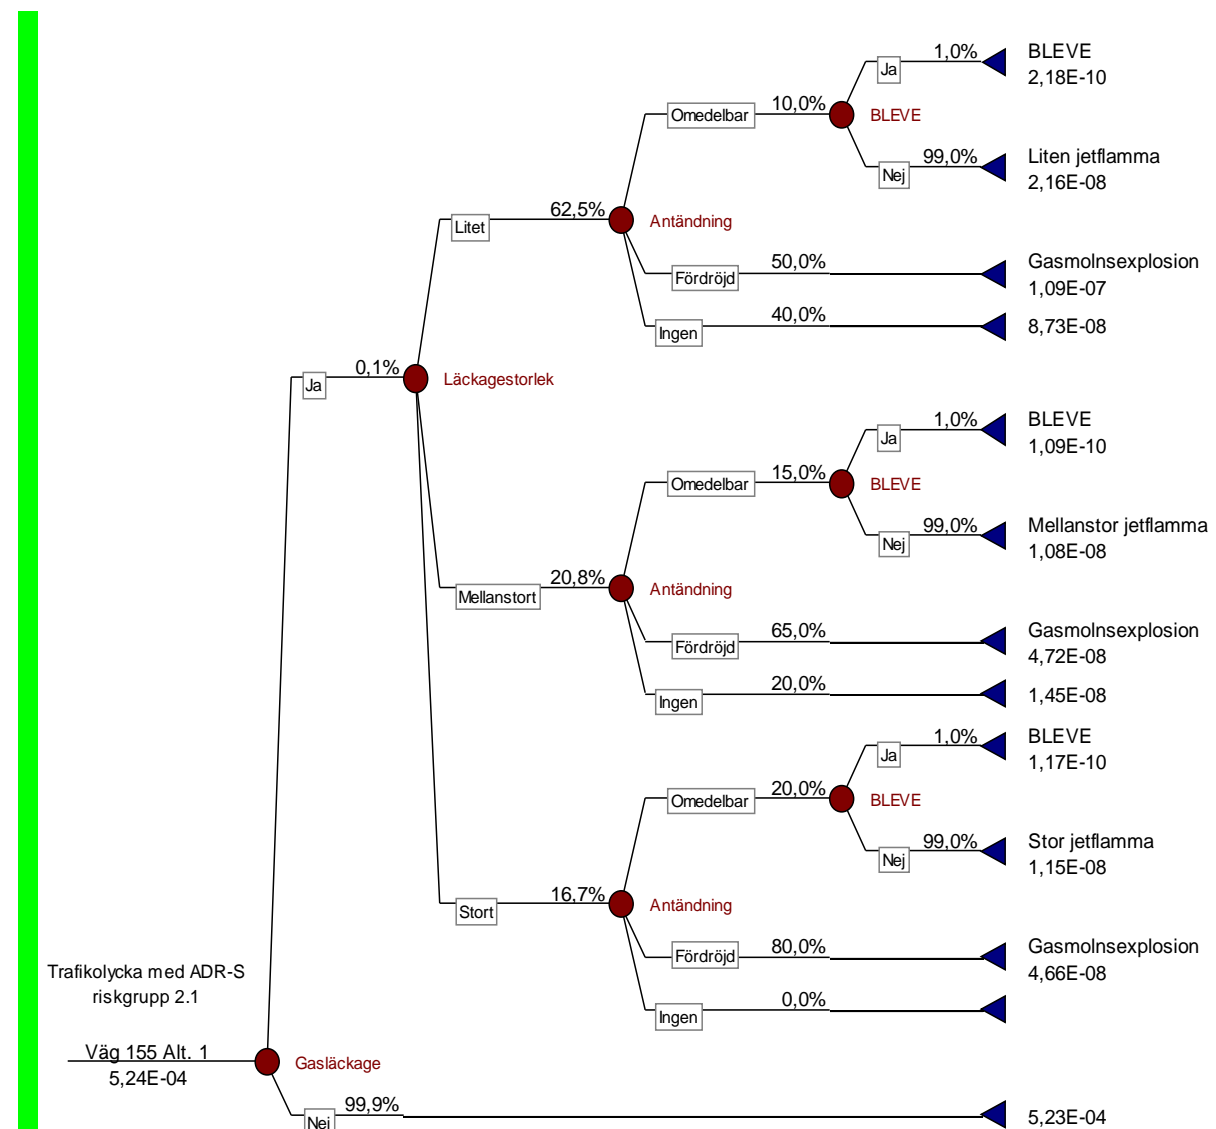 1,0%
BLEVE
Ja
2,18E-10
Omedelbar
10,0%
BLEVE
99,0%
Liten jetflamma
Nej
2,16E-08
62,5%
Litet
Antändning
50,0%
Gasmolnsexplosion
Fördröjd
1,09E-07
40,0%
Ingen
8,73E-08
0,1%
Ja
Läckagestorlek
1,0%
BLEVE
Ja
1,09E-10
Omedelbar
15,0%
BLEVE
99,0%
Mellanstor jetflamma
Nej
1,08E-08
20,8%
Mellanstort
Antändning
65,0%
Gasmolnsexplosion
Fördröjd
4,72E-08
20,0%
Ingen
1,45E-08
1,0%
BLEVE
Ja
1,17E-10
Omedelbar
20,0%
BLEVE
99,0%
Stor jetflamma
Nej
1,15E-08
16,7%
Stort
Antändning
80,0%
Gasmolnsexplosion
Fördröjd
4,66E-08
0,0%
Ingen
Trafikolycka med ADR-S
riskgrupp 2.1
Väg 155 Alt. 1
5,24E-04
Gasläckage
99,9%
Nej
5,23E-04